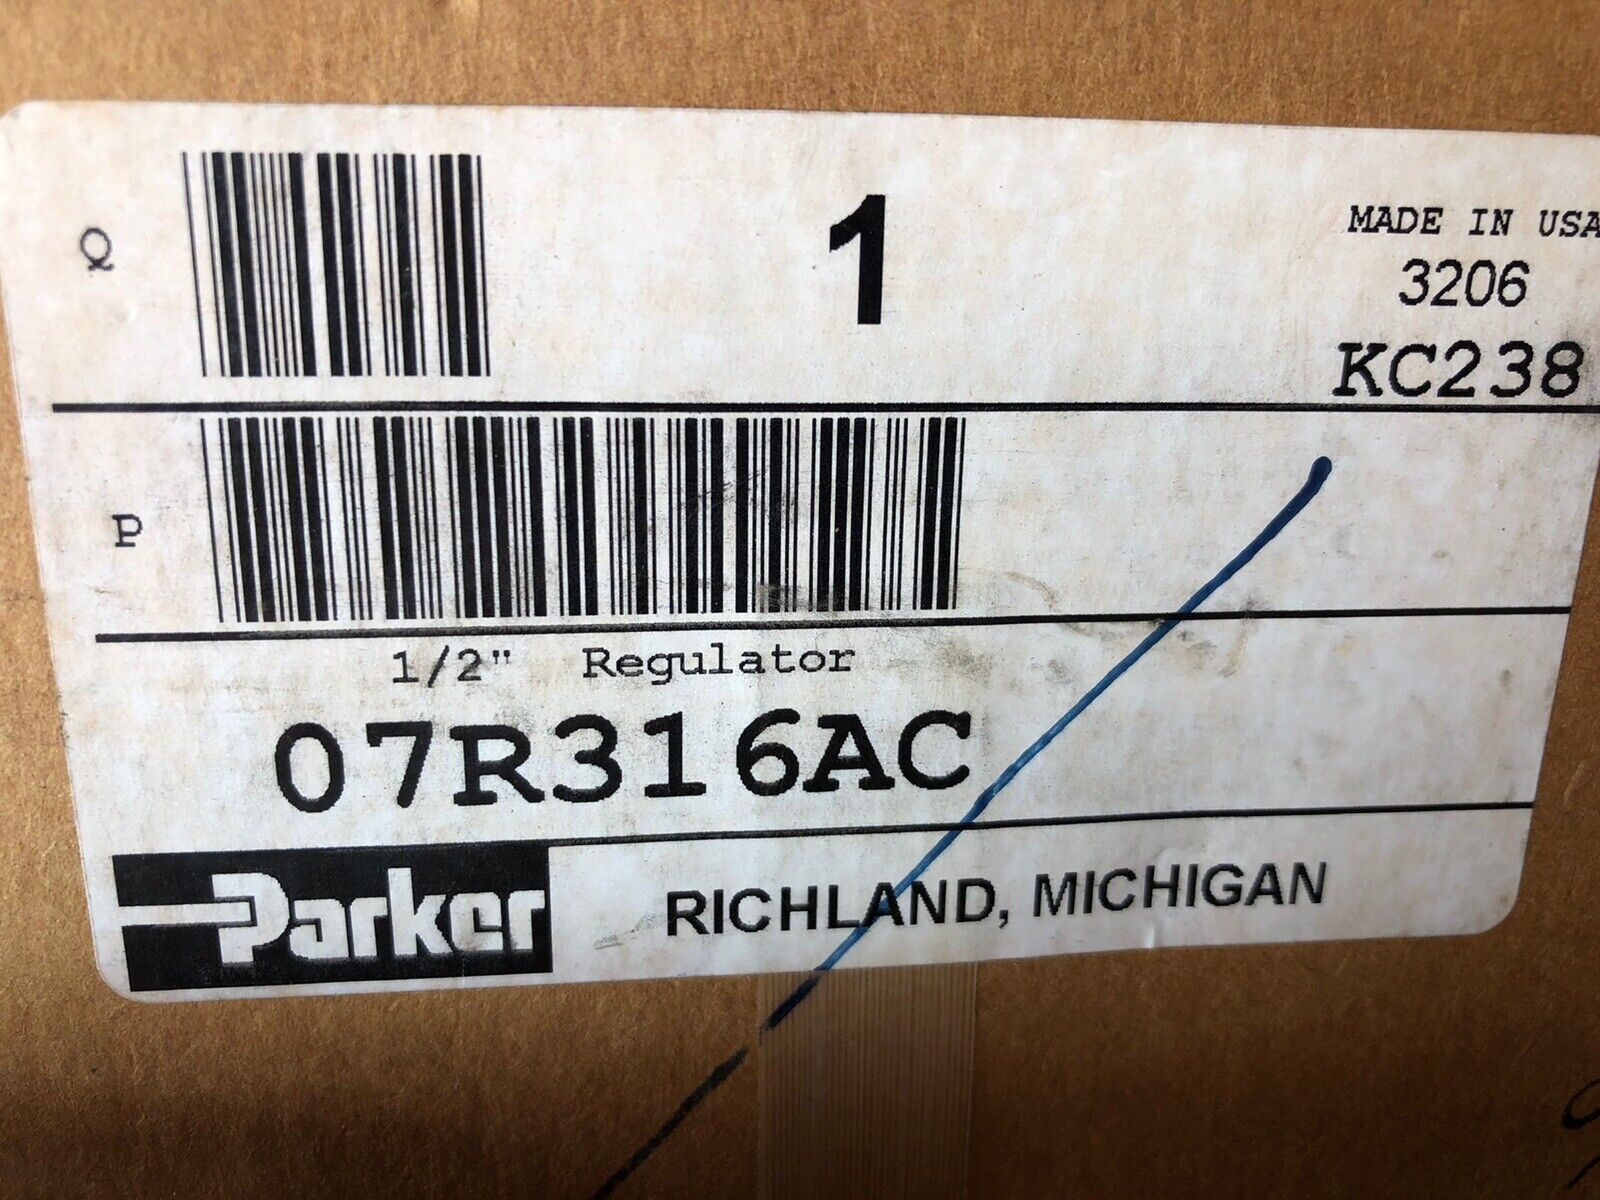 Q
1
MADE IN USA
3206
KC238
P
1/2" Regulator
07R316AC
Parker
RICHLAND, MICHIGAN